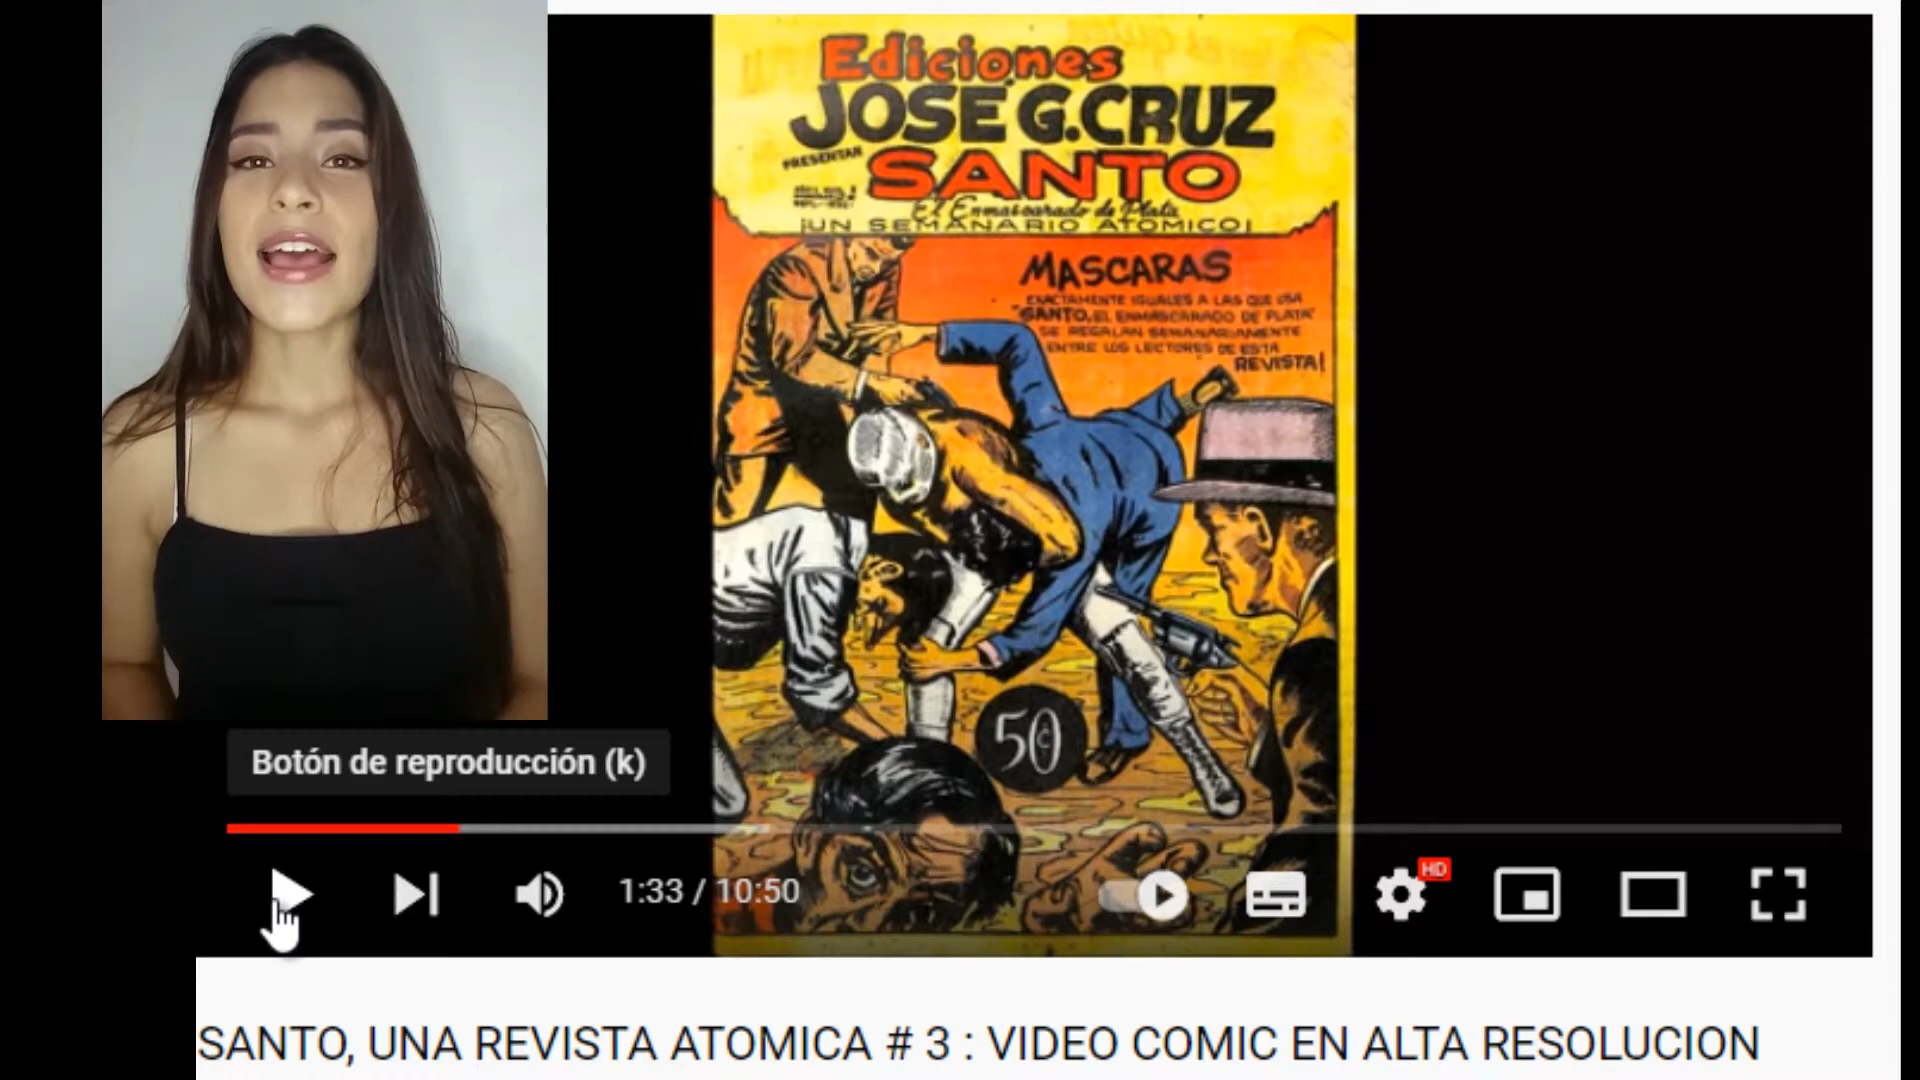 Ediciones
JOSE G. CRUZ
PRESENTAN
SANTO
El Enmascarado de Plata
¡UN SEMANARIO ATOMICO!
MASCARAS
EXACTAMENTE IGUALES A LAS QUE USA
"SANTO, EL ENMASCARADO DE PLATA"
SE REGALAN SEMANARIAMENTE
ENTRE LOS LECTORES DE ESTA
REVISTA!
50¢
Botón de reproducción (k)
1:33 / 10:50
HD
SANTO, UNA REVISTA ATOMICA # 3 : VIDEO COMIC EN ALTA RESOLUCION